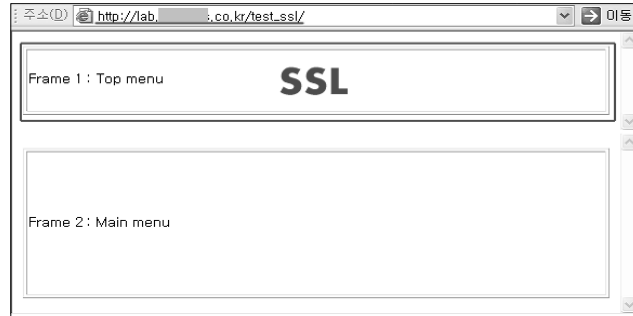 주소(D) http://lab. s.co.kr/test_ssl/ 이동
Frame 1 : Top menu SSL
Frame 2 : Main menu